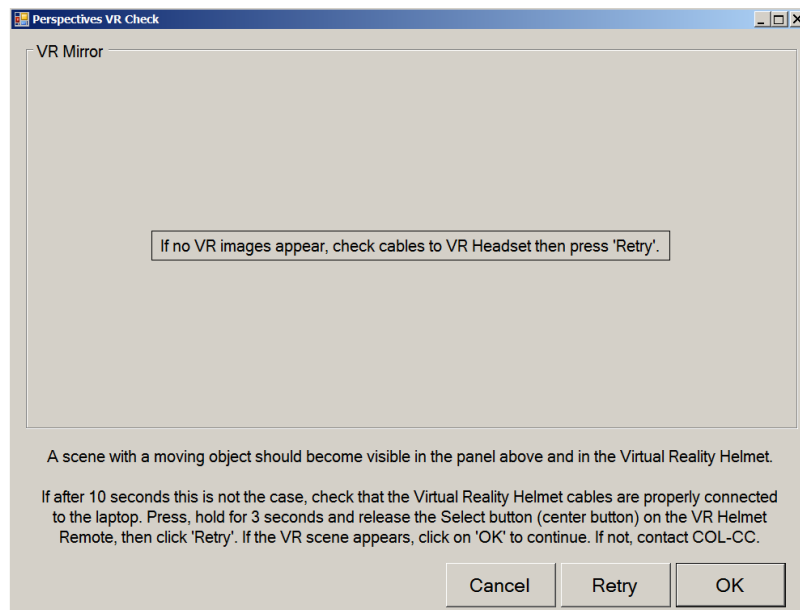 Perspectives VR Check
VR Mirror
If no VR images appear, check cables to VR Headset then press 'Retry'.
A scene with a moving object should become visible in the panel above and in the Virtual Reality Helmet.
If after 10 seconds this is not the case, check that the Virtual Reality Helmet cables are properly connected
to the laptop. Press, hold for 3 seconds and release the Select button (center button) on the VR Helmet
Remote, then click 'Retry'. If the VR scene appears, click on 'OK' to continue. If not, contact COL-CC.
Cancel Retry OK